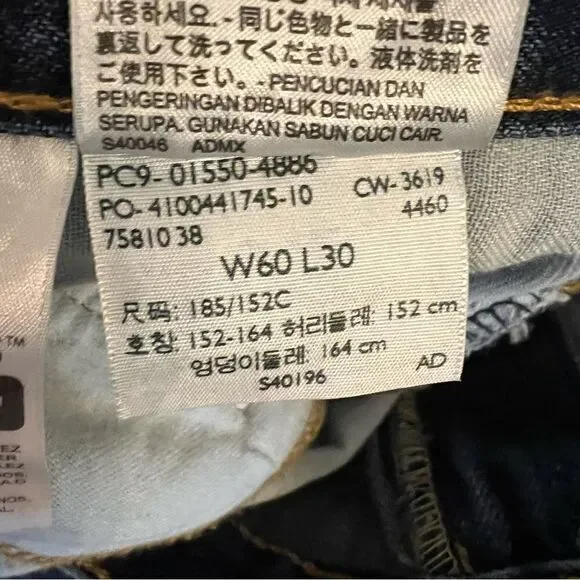 사용하세요. - 同じ色物と一緒に製品を
裏返して洗ってください。液体洗剤を
ご使用下さい。- PENCUCIAN DAN
PENGERINGAN DIBALIK DENGAN WARNA
SERUPA. GUNAKAN SABUN CUCI CAIR.
S40046 ADMX
PC9- 01550-4886
PO- 4100441745-10
CW- 3619
4460
7581038
W60 L30
尺码: 185/152C
호칭: 152-164 허리둘레: 152 cm
엉덩이둘레: 164 cm
S40196
AD
TM